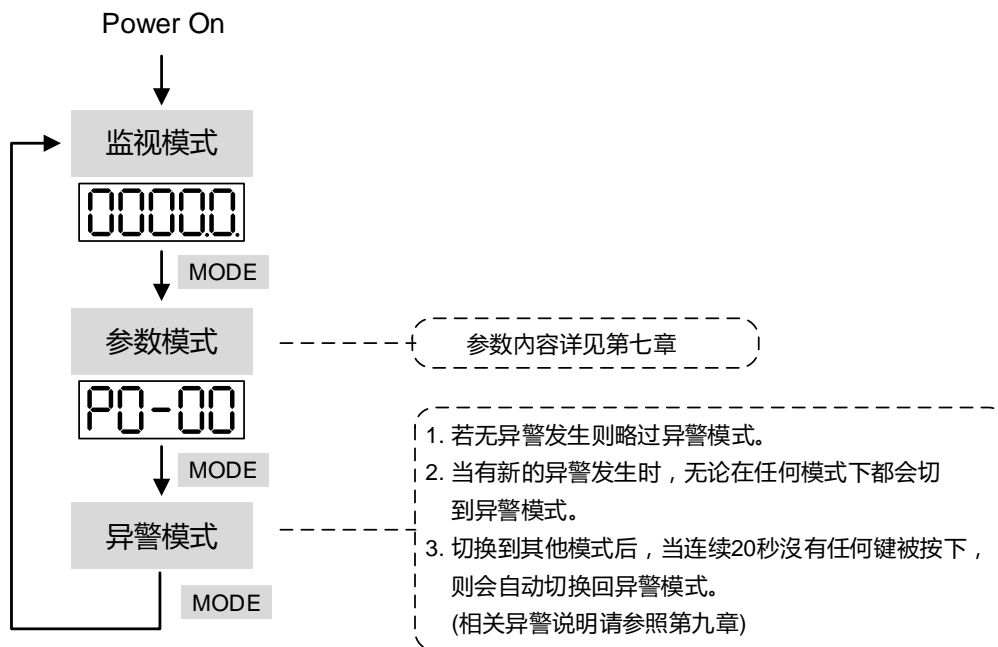 Power On
监视模式
0000.0.
MODE
参数模式
参数内容详见第七章
P0-00
MODE
异警模式
MODE
1. 若无异警发生则略过异警模式。
2. 当有新的异警发生时，无论在任何模式下都会切
到异警模式。
3. 切换到其他模式后，当连续20秒沒有任何键被按下，
则会自动切换回异警模式。
(相关异警说明请参照第九章)